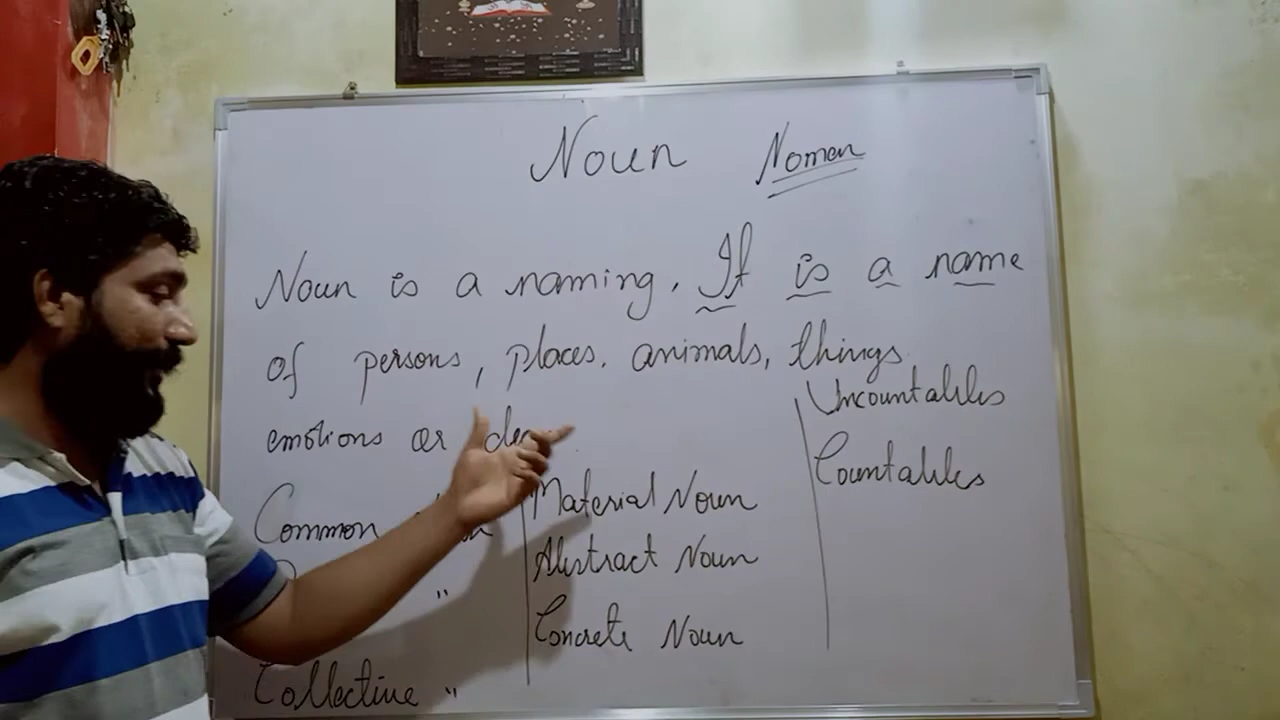 Noun Nomen
Noun is a naming. It is a name
of persons, places. animals, things.
emotions or
Common
"
Collective "
Material Noun
Abstract Noun
Concrete Noun
Uncountables
Countables